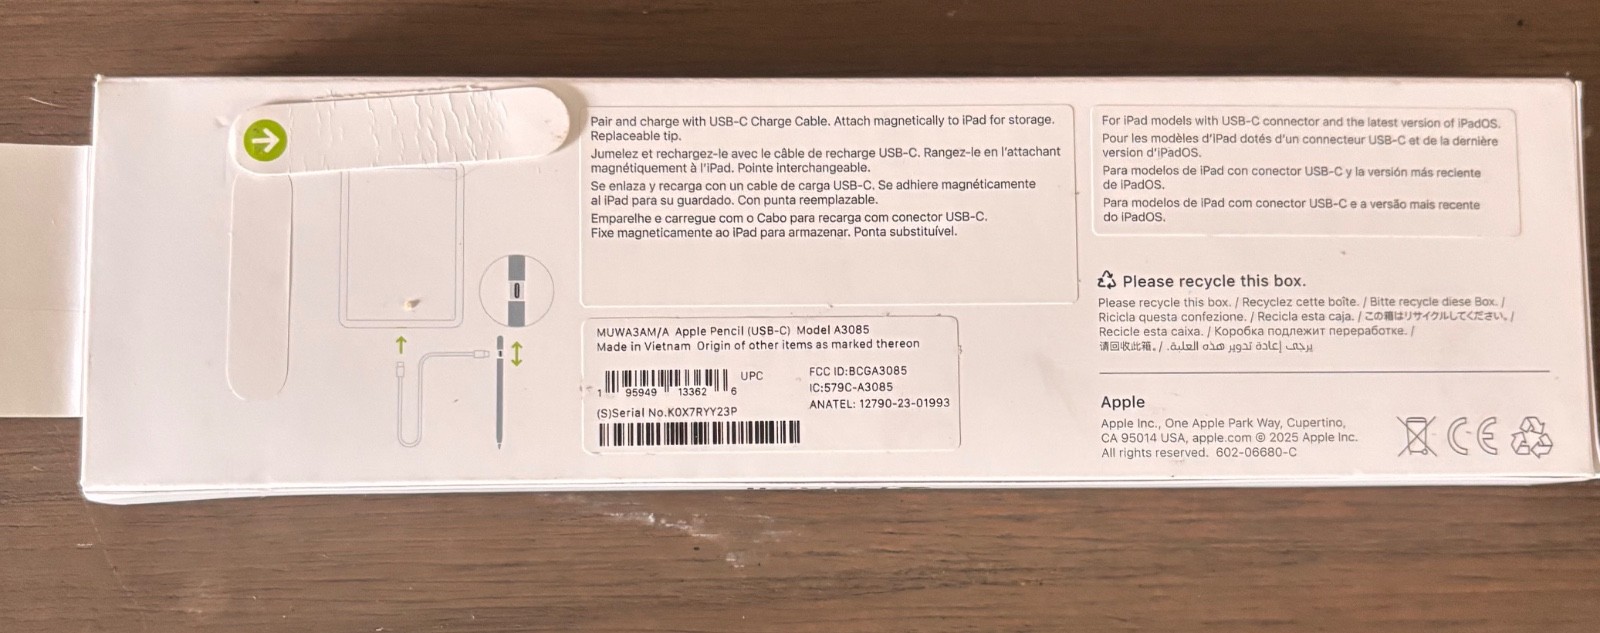 Pair and charge with USB-C Charge Cable. Attach magnetically to iPad for storage.
Replaceable tip.
Jumelez et rechargez-le avec le câble de recharge USB-C. Rangez-le en l'attachant
magnétiquement à l'iPad. Pointe interchangeable.
Se enlaza y recarga con un cable de carga USB-C. Se adhiere magnéticamente
al iPad para su guardado. Con punta reemplazable.
Emparelhe e carregue com o Cabo para recarga com conector USB-C.
Fixe magneticamente ao iPad para armazenar. Ponta substituível.
For iPad models with USB-C connector and the latest version of iPadOS.
Pour les modèles d'iPad dotés d'un connecteur USB-C et de la dernière
version d'iPadOS.
Para modelos de iPad con conector USB-C y la versión más reciente
de iPadOS.
Para modelos de iPad com conector USB-C e a versão mais recente
do iPadOS.
MUWA3AM/A Apple Pencil (USB-C) Model A3085
Made in Vietnam Origin of other items as marked thereon
UPC
1 95949 13362 6
(S)Serial No.K0X7RYY23P
FCC ID:BCGA3085
IC:579C-A3085
ANATEL: 12790-23-01993
Please recycle this box.
Please recycle this box. / Recyclez cette boîte. / Bitte recycle diese Box. /
Ricicla questa confezione. / Recicla esta caja. / この箱はリサイクルしてください。/
Recicle esta caixa. / Коробка подлежит переработке. /
请回收此箱。/ .يرجى إعادة تدوير هذه العلبة
Apple
Apple Inc., One Apple Park Way, Cupertino,
CA 95014 USA, apple.com © 2025 Apple Inc.
All rights reserved. 602-06680-C
CE